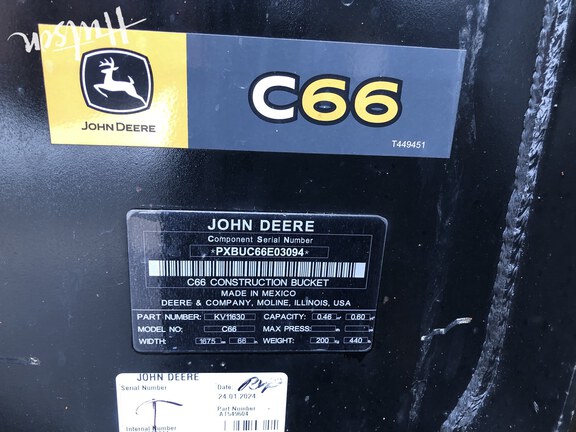 Hutson
JOHN DEERE
C66
T449451
JOHN DEERE
Component Serial Number
*PXBUC66E03094*
C66 CONSTRUCTION BUCKET
MADE IN MEXICO
DEERE & COMPANY, MOLINE, ILLINOIS, USA
PART NUMBER: KV11630 CAPACITY: 0.46 0.60
MODEL NO: C66 MAX PRESS:
WIDTH: 1675 66 WEIGHT: 200 440
JOHN DEERE
Serial Number Date:
24.01.2024
Part Number
AT549684
Internal Number